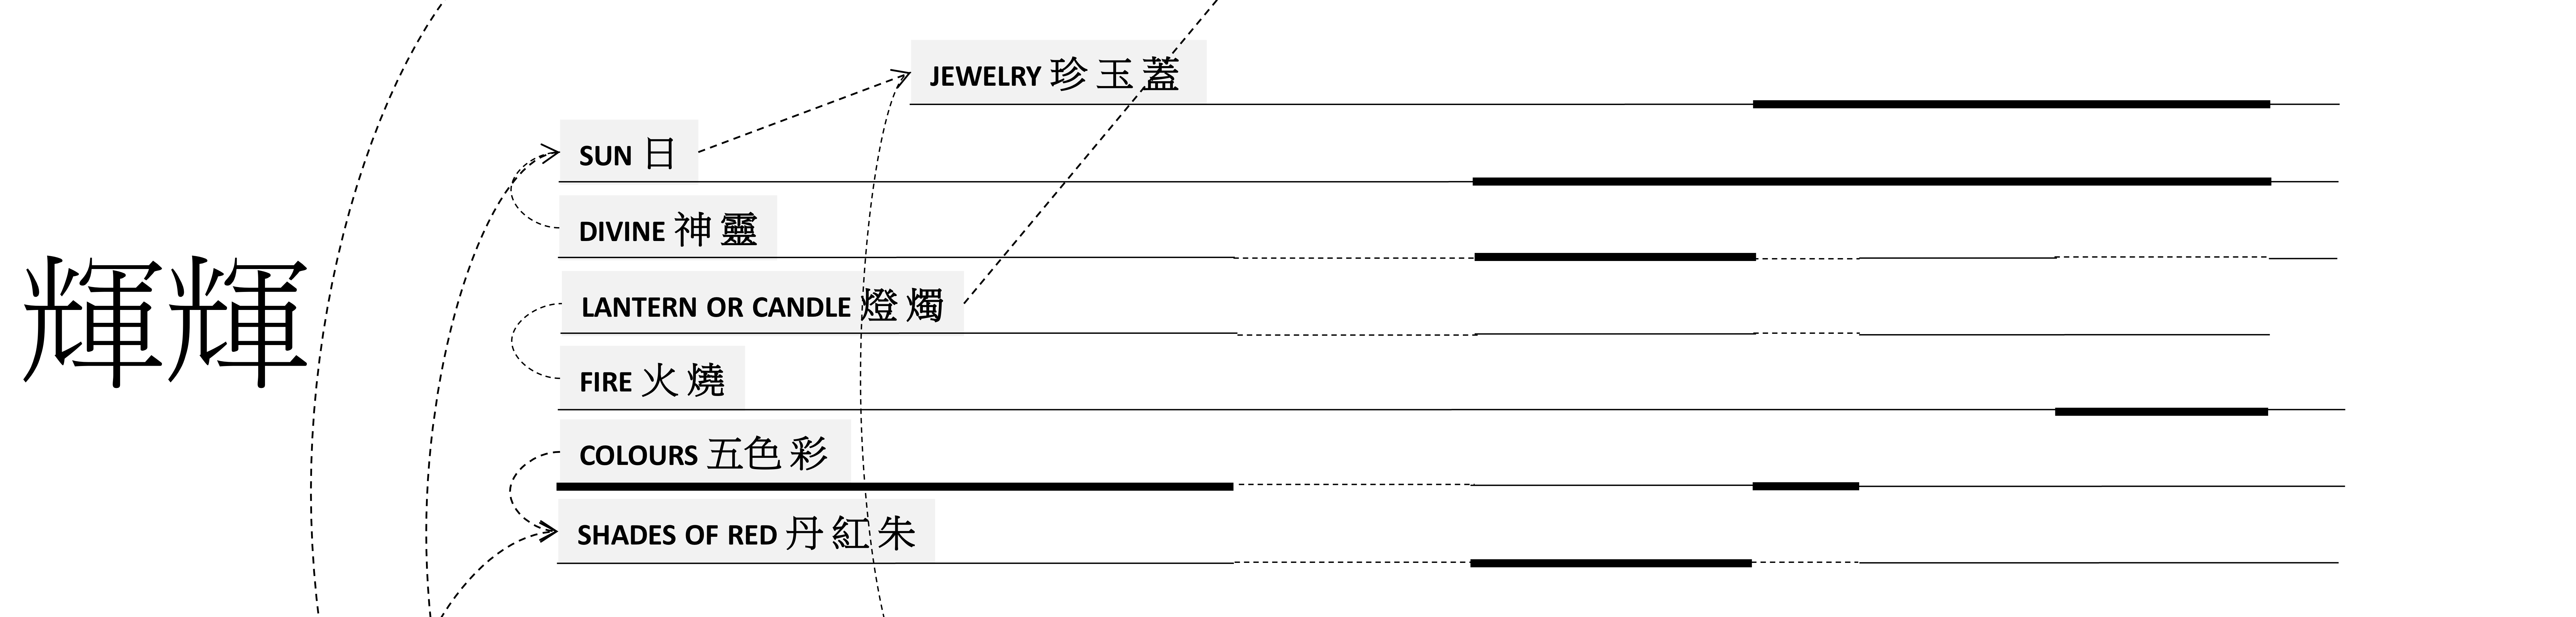 JEWELRY 珍 玉 蓋
SUN 日
DIVINE 神 靈
輝輝
LANTERN OR CANDLE 燈 燭
FIRE 火 燒
COLOURS 五色 彩
SHADES OF RED 丹 紅 朱